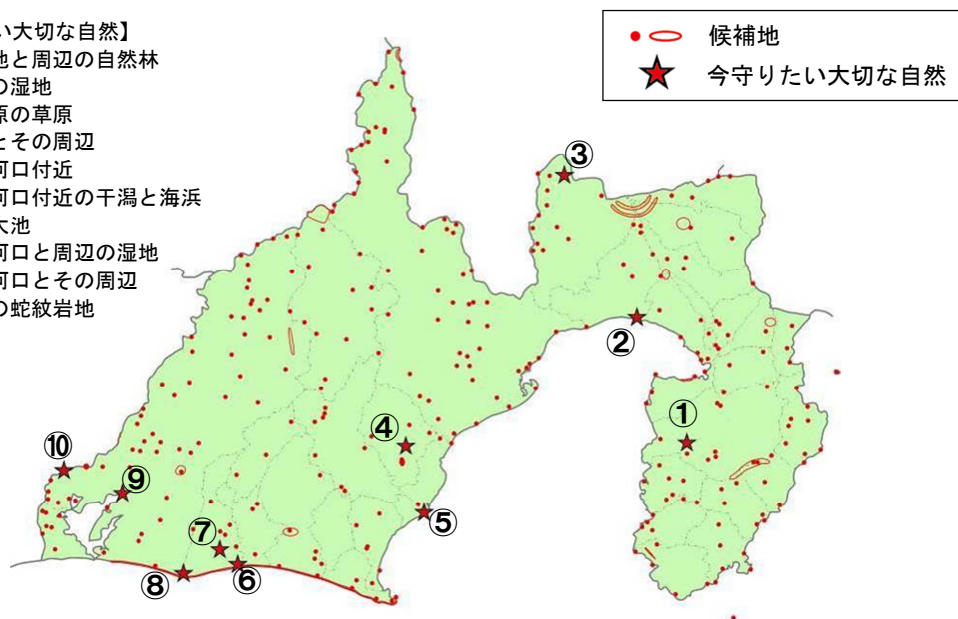 い大切な自然】
地と周辺の自然林
の湿地
原の草原
とその周辺
河口付近
河口付近の干潟と海浜
大池
河口と周辺の湿地
河口とその周辺
の蛇紋岩地
候補地
今守りたい大切な自然
③
②
①
④
⑩
⑨
⑤
⑦
⑧
⑥